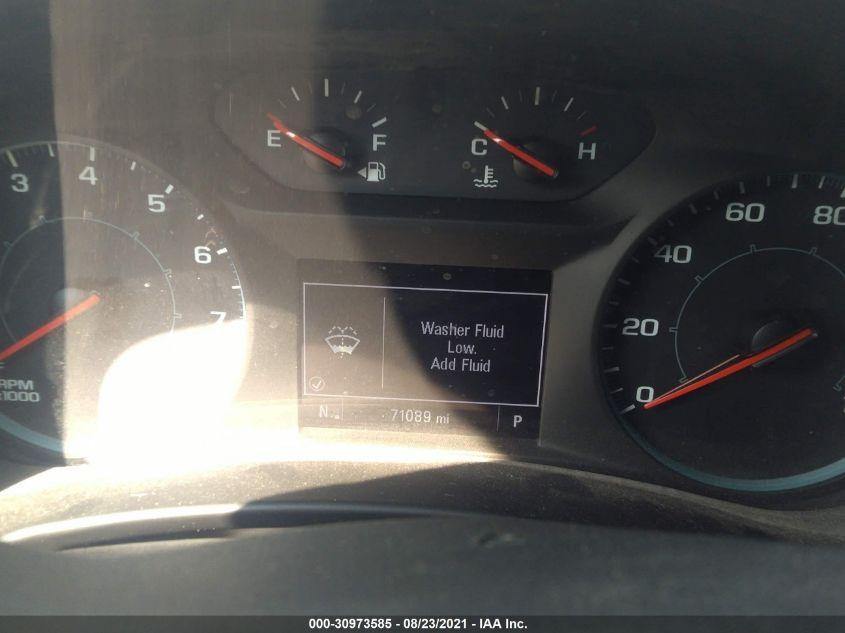 E F
C H
3 4 5 6 7
RPM
x1000
0 20 40 60 80
Washer Fluid
Low.
Add Fluid
N 71089 mi P
000-30973585 - 08/23/2021 - IAA Inc.